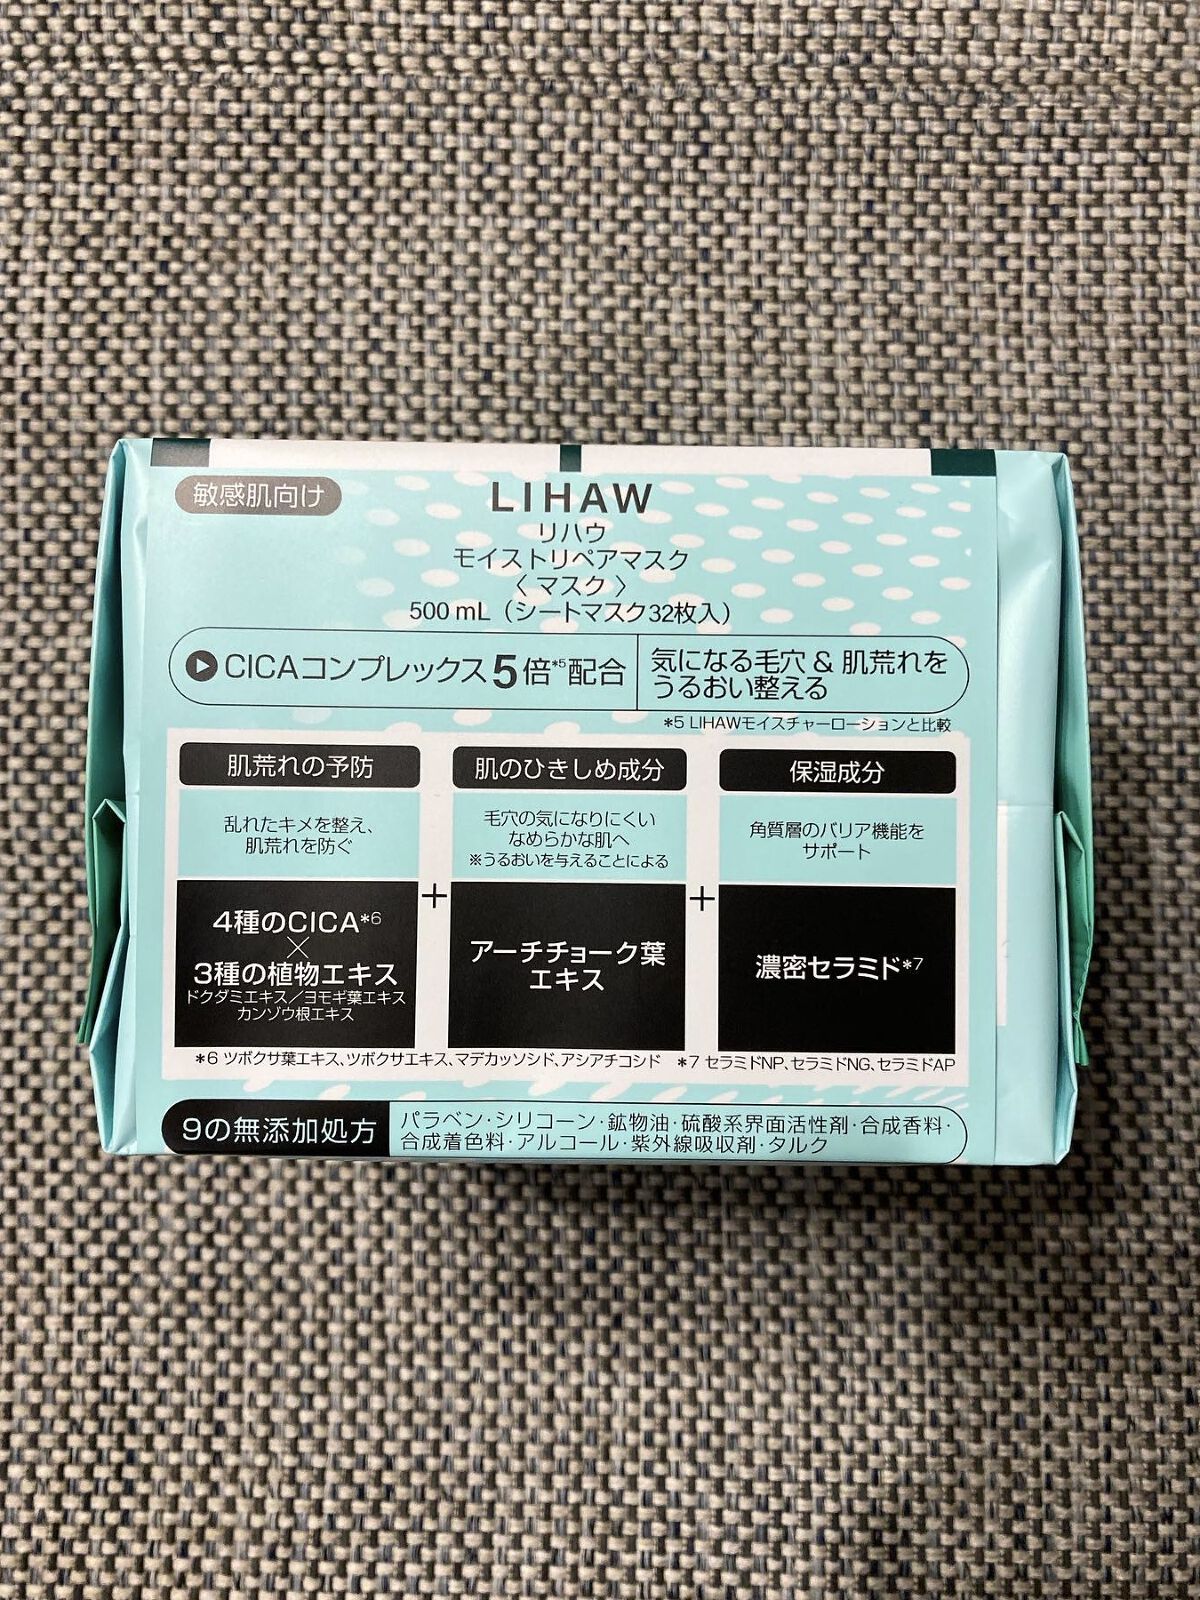 敏感肌向け
LIHAW
リハウ
モイストリペアマスク
〈 マスク 〉
500 mL（シートマスク32枚入）
CICAコンプレックス5倍*5配合
気になる毛穴 & 肌荒れを
うるおい整える
*5 LIHAWモイスチャーローションと比較
肌荒れの予防
乱れたキメを整え、
肌荒れを防ぐ
4種のCICA*6
×
3種の植物エキス
ドクダミエキス／ヨモギ葉エキス
カンゾウ根エキス
+
肌のひきしめ成分
毛穴の気になりにくい
なめらかな肌へ
※うるおいを与えることによる
アーチチョーク葉
エキス
+
保湿成分
角質層のバリア機能を
サポート
濃密セラミド*7
*6 ツボクサ葉エキス、ツボクサエキス、マデカッソシド、アシアチコシド *7 セラミドNP、セラミドNG、セラミドAP
9の無添加処方
パラベン・シリコーン・鉱物油・硫酸系界面活性剤・合成香料・
合成着色料・アルコール・紫外線吸収剤・タルク